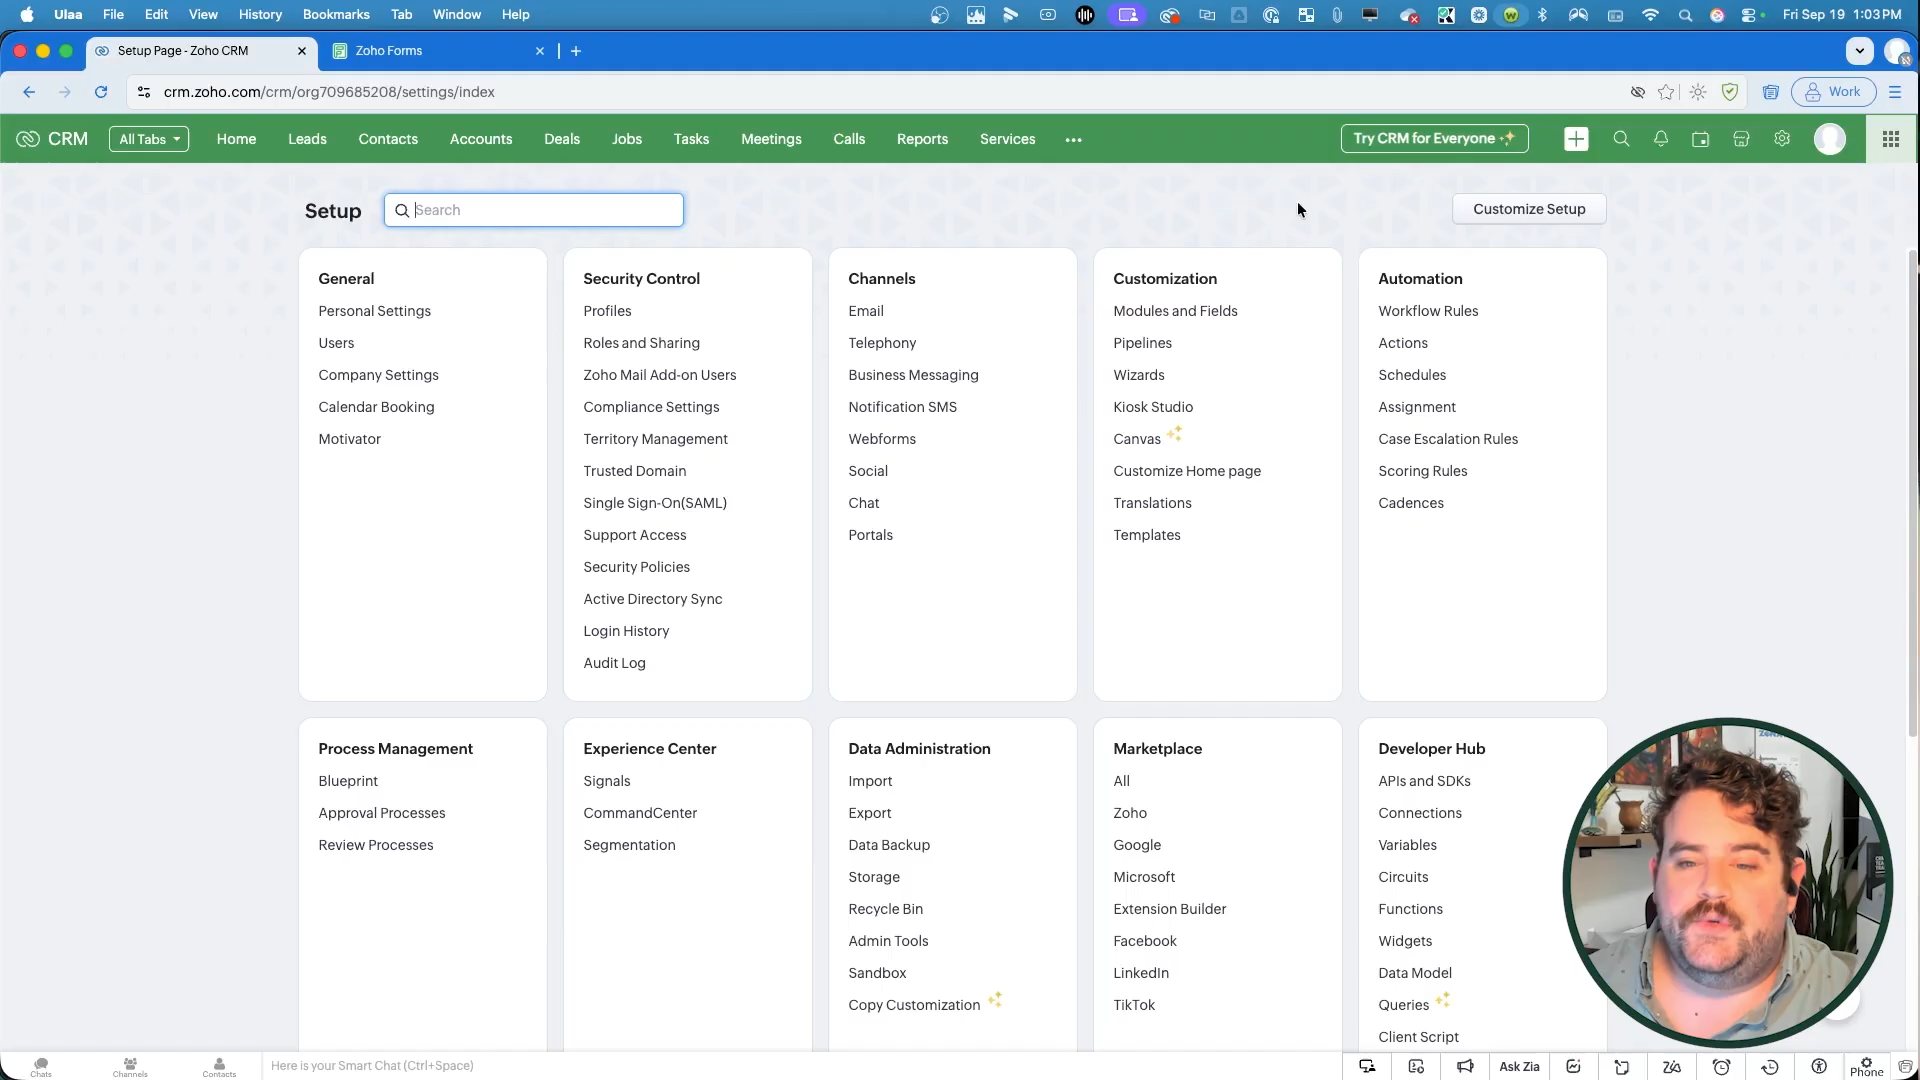 Ulaa File Edit View History Bookmarks Tab Window Help Fri Sep 19 1:03 PM
Setup Page - Zoho CRM Zoho Forms
crm.zoho.com/crm/org709685208/settings/index Work
CRM All Tabs Home Leads Contacts Accounts Deals Jobs Tasks Meetings Calls Reports Services Try CRM for Everyone
Setup Search Customize Setup
General
Personal Settings
Users
Company Settings
Calendar Booking
Motivator
Security Control
Profiles
Roles and Sharing
Zoho Mail Add-on Users
Compliance Settings
Territory Management
Trusted Domain
Single Sign-On(SAML)
Support Access
Security Policies
Active Directory Sync
Login History
Audit Log
Channels
Email
Telephony
Business Messaging
Notification SMS
Webforms
Social
Chat
Portals
Customization
Modules and Fields
Pipelines
Wizards
Kiosk Studio
Canvas
Customize Home page
Translations
Templates
Automation
Workflow Rules
Actions
Schedules
Assignment
Case Escalation Rules
Scoring Rules
Cadences
Process Management
Blueprint
Approval Processes
Review Processes
Experience Center
Signals
CommandCenter
Segmentation
Data Administration
Import
Export
Data Backup
Storage
Recycle Bin
Admin Tools
Sandbox
Copy Customization
Marketplace
All
Zoho
Google
Microsoft
Extension Builder
Facebook
LinkedIn
TikTok
Developer Hub
APIs and SDKs
Connections
Variables
Circuits
Functions
Widgets
Data Model
Queries
Client Script
Chats Channels Contacts Here is your Smart Chat (Ctrl+Space) Ask Zia Phone